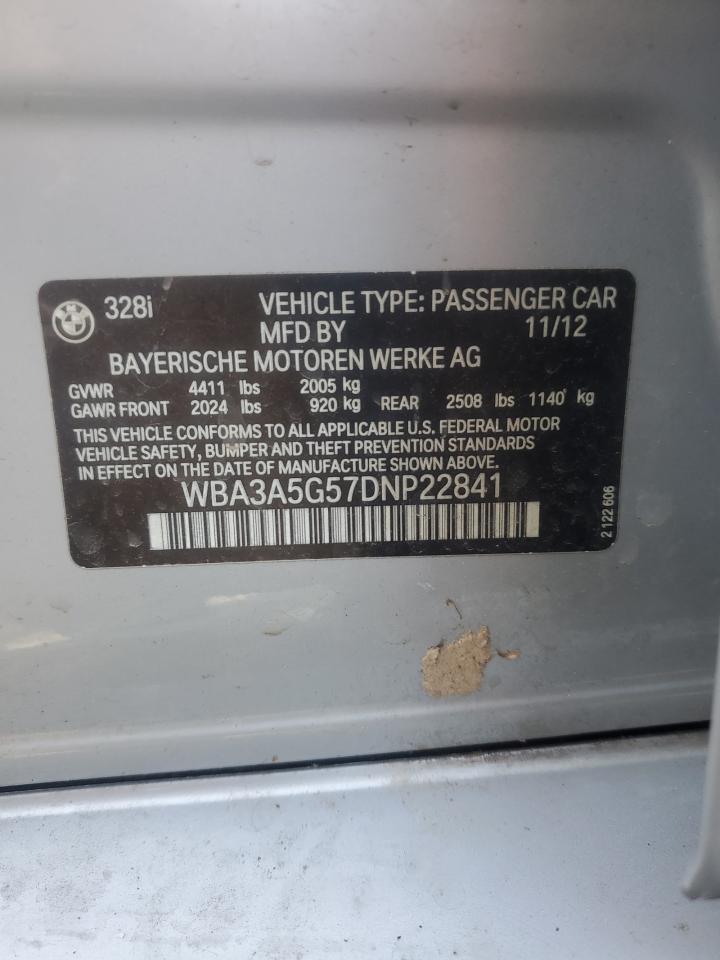 328i VEHICLE TYPE: PASSENGER CAR
MFD BY 11/12
BAYERISCHE MOTOREN WERKE AG
GVWR 4411 lbs 2005 kg
GAWR FRONT 2024 lbs 920 kg REAR 2508 lbs 1140 kg
THIS VEHICLE CONFORMS TO ALL APPLICABLE U.S. FEDERAL MOTOR
VEHICLE SAFETY, BUMPER AND THEFT PREVENTION STANDARDS
IN EFFECT ON THE DATE OF MANUFACTURE SHOWN ABOVE.
WBA3A5G57DNP22841
2 122 606